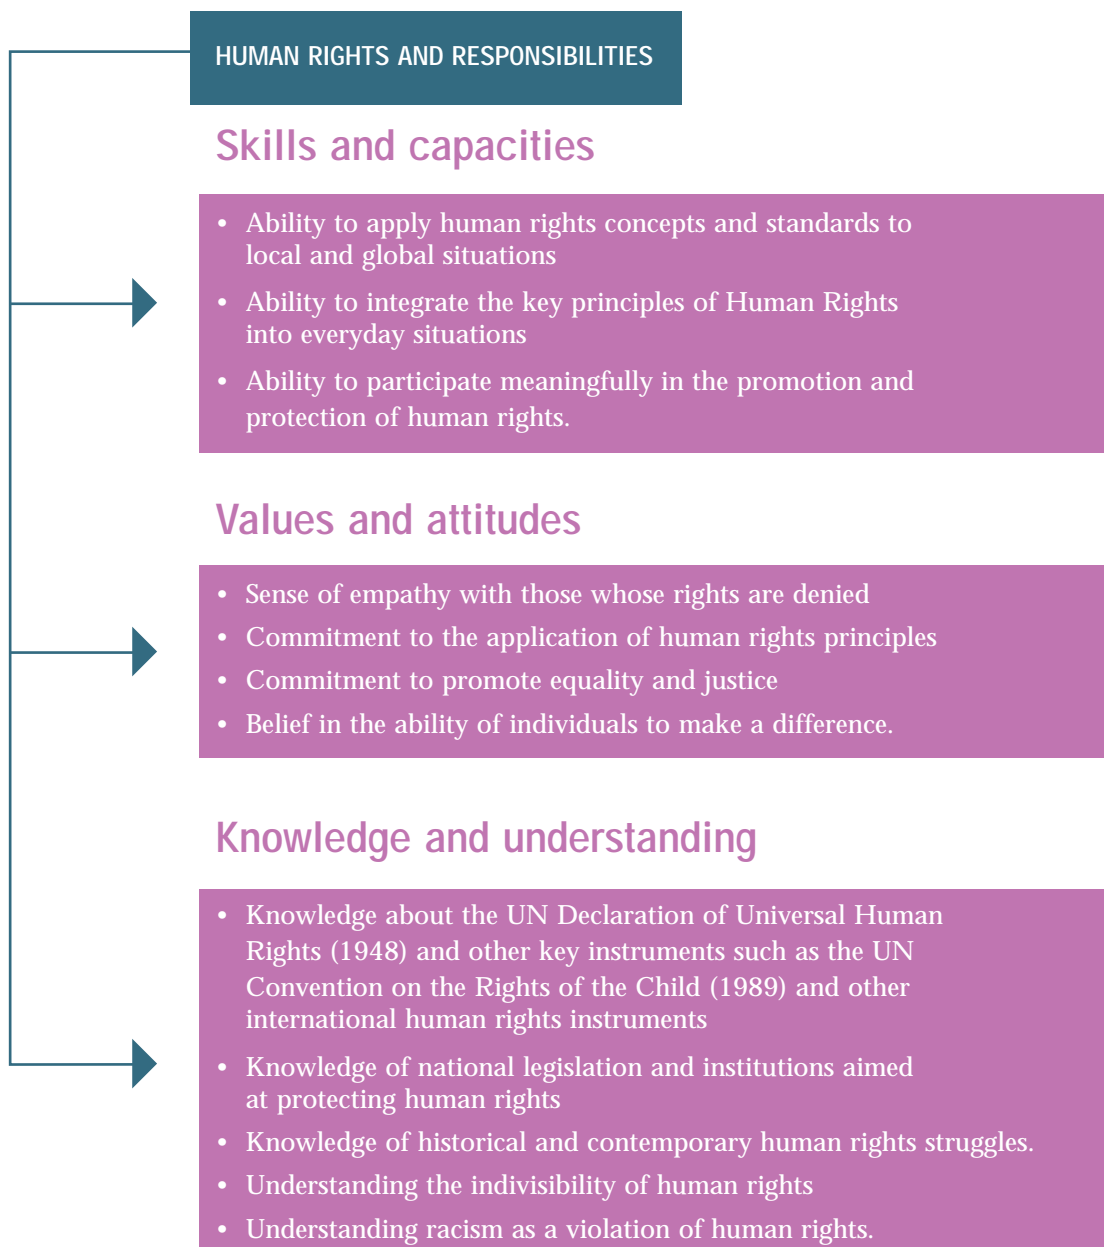 HUMAN RIGHTS AND RESPONSIBILITIES
Skills and capacities
• Ability to apply human rights concepts and standards to
local and global situations
• Ability to integrate the key principles of Human Rights
into everyday situations
• Ability to participate meaningfully in the promotion and
protection of human rights.
Values and attitudes
• Sense of empathy with those whose rights are denied
• Commitment to the application of human rights principles
• Commitment to promote equality and justice
• Belief in the ability of individuals to make a difference.
Knowledge and understanding
• Knowledge about the UN Declaration of Universal Human
Rights (1948) and other key instruments such as the UN
Convention on the Rights of the Child (1989) and other
international human rights instruments
• Knowledge of national legislation and institutions aimed
at protecting human rights
• Knowledge of historical and contemporary human rights struggles.
• Understanding the indivisibility of human rights
• Understanding racism as a violation of human rights.